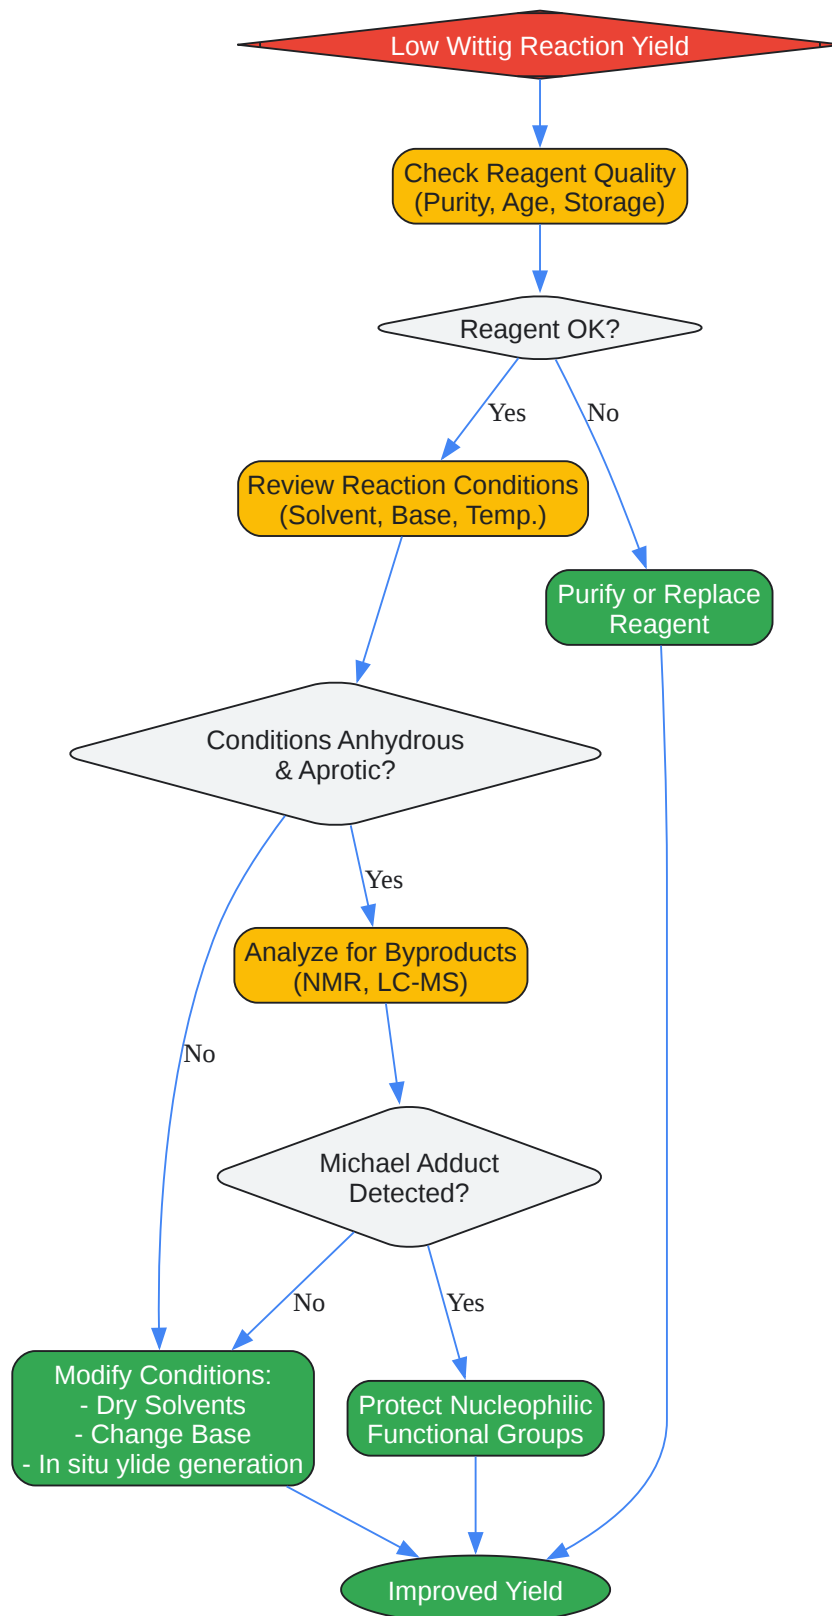 Low Wittig Reaction Yield
Check Reagent Quality
(Purity, Age, Storage)
Reagent OK?
Yes
No
Review Reaction Conditions
(Solvent, Base, Temp.)
Purify or Replace
Reagent
Conditions Anhydrous
& Aprotic?
Yes
Analyze for Byproducts
(NMR, LC-MS)
No
Michael Adduct
Detected?
No
Yes
Modify Conditions:
- Dry Solvents
- Change Base
- In situ ylide generation
Protect Nucleophilic
Functional Groups
Improved Yield